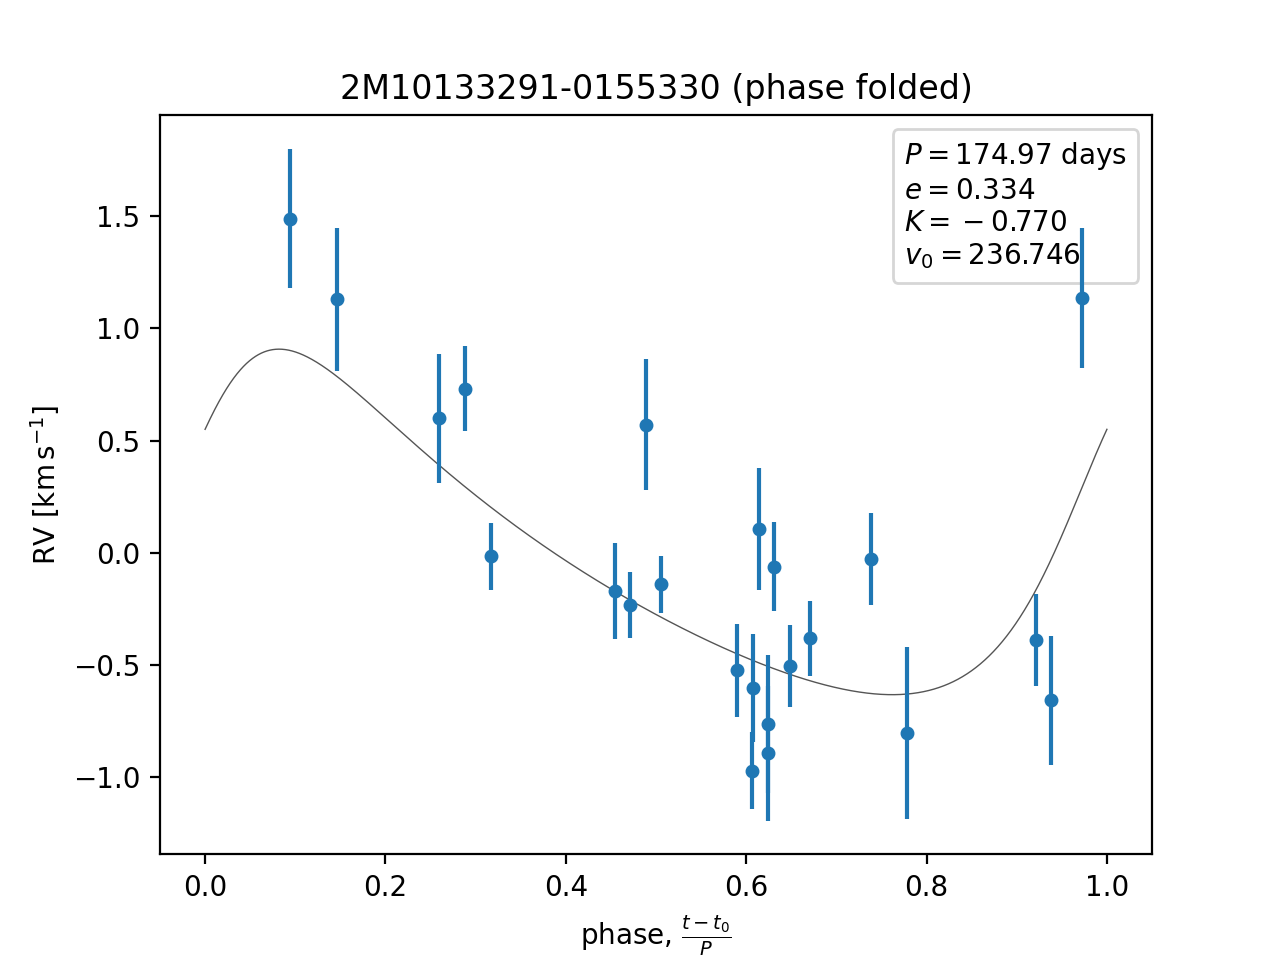 2M10133291-0155330 (phase folded)
P = 174.97 days
e = 0.334
K = −0.770
v₀ = 236.746
1.5
1.0
0.5
0.0
−0.5
−1.0
RV [km s⁻¹]
0.0 0.2 0.4 0.6 0.8 1.0
phase, (t − t₀)/P